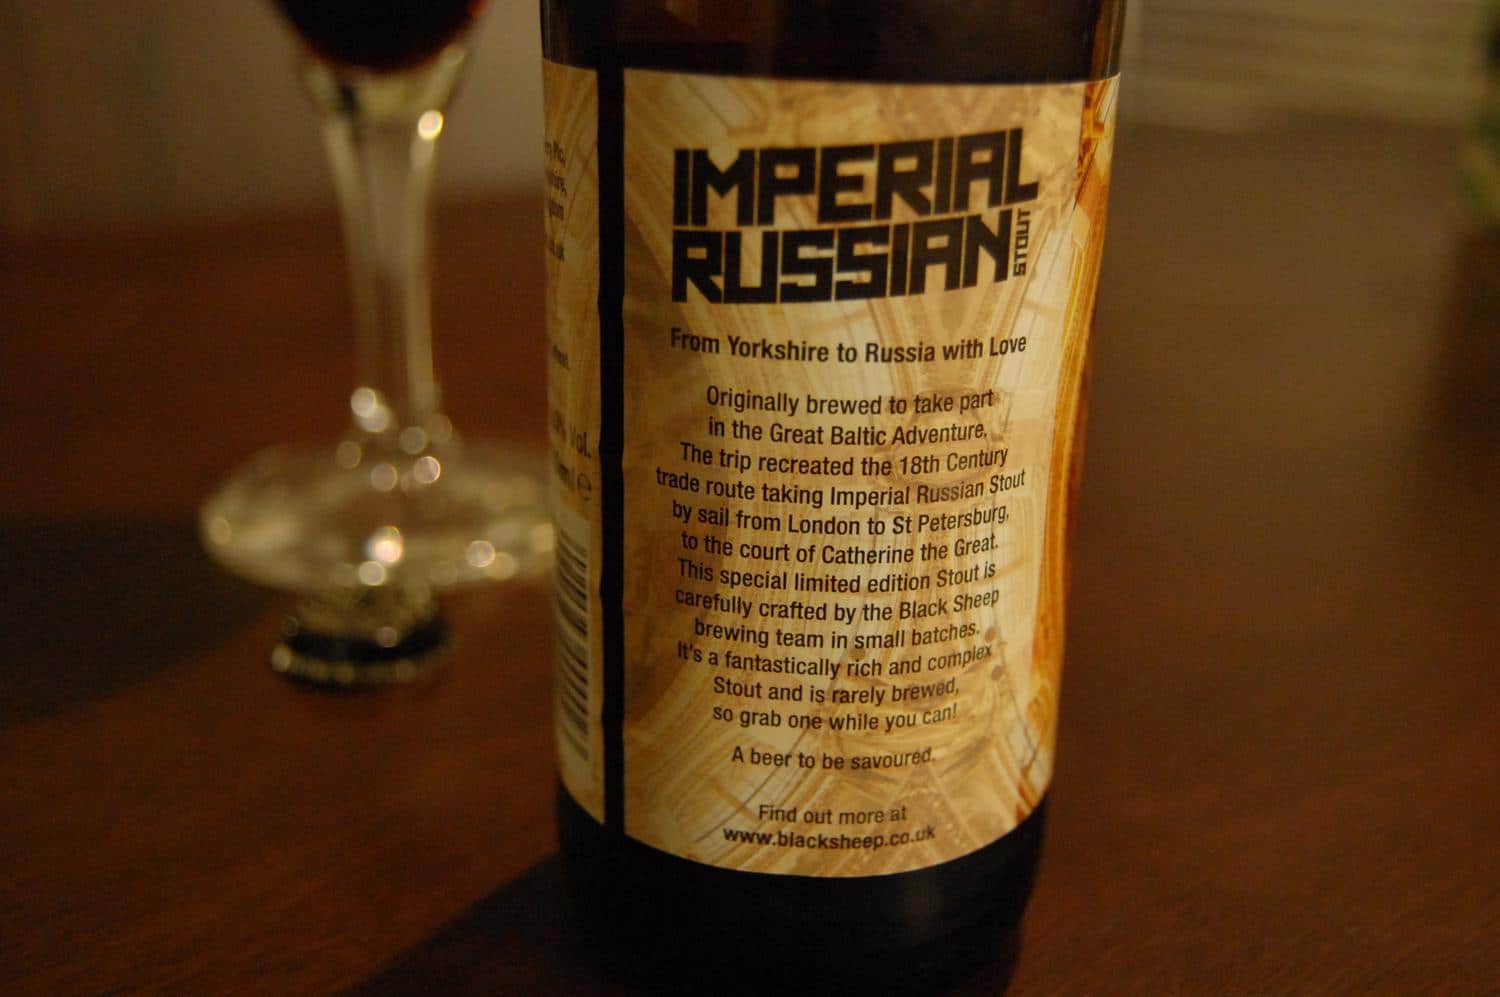 IMPERIAL
RUSSIAN
STOUT
From Yorkshire to Russia with Love
Originally brewed to take part
in the Great Baltic Adventure.
The trip recreated the 18th Century
trade route taking Imperial Russian Stout
by sail from London to St Petersburg,
to the court of Catherine the Great.
This special limited edition Stout is
carefully crafted by the Black Sheep
brewing team in small batches.
It's a fantastically rich and complex
Stout and is rarely brewed,
so grab one while you can!
A beer to be savoured.
Find out more at
www.blacksheep.co.uk
Vol.